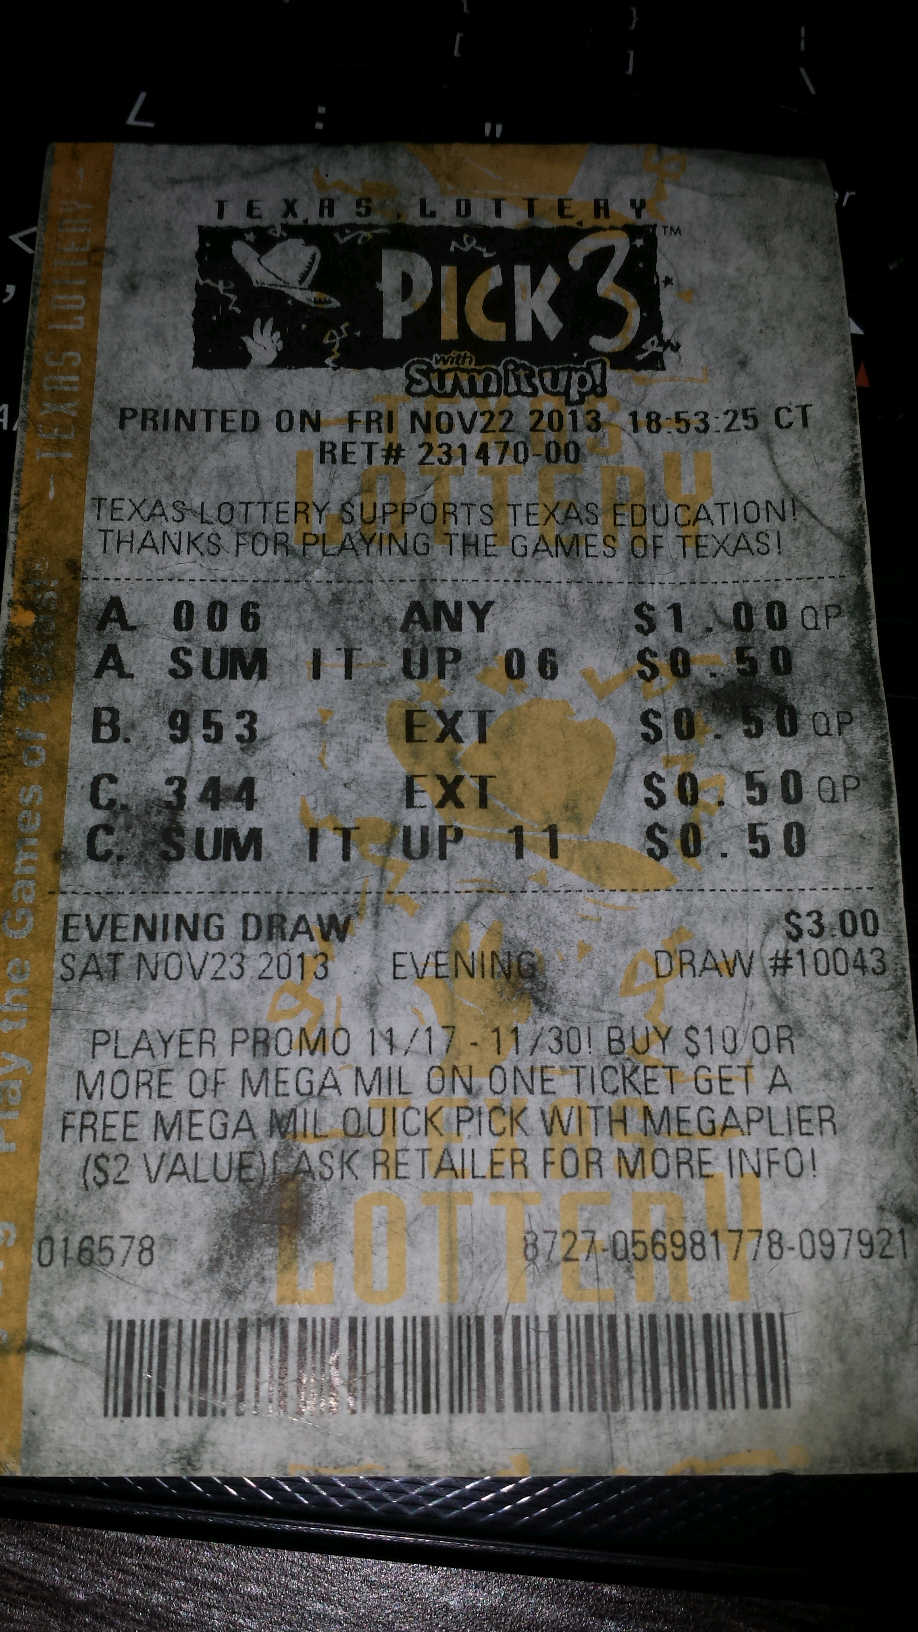 TEXAS LOTTERY
PICK 3™
with
Sum it up!
PRINTED ON FRI NOV22 2013 18:53:25 CT
RET# 231470-00
TEXAS LOTTERY SUPPORTS TEXAS EDUCATION!
THANKS FOR PLAYING THE GAMES OF TEXAS!
A. 006 ANY $1.00 QP
A. SUM IT UP 06 $0.50
B. 953 EXT $0.50 QP
C. 344 EXT $0.50 QP
C. SUM IT UP 11 $0.50
EVENING DRAW $3.00
SAT NOV23 2013 EVENING DRAW #10043
PLAYER PROMO 11/17 - 11/30! BUY $10 OR
MORE OF MEGA MIL ON ONE TICKET GET A
FREE MEGA MIL QUICK PICK WITH MEGAPLIER
($2 VALUE)! ASK RETAILER FOR MORE INFO!
016578 8727-056981778-097921
TEXAS LOTTERY
TEXAS LOTTERY
TEXAS LOTTERY
Play the Games of Texas
L : "